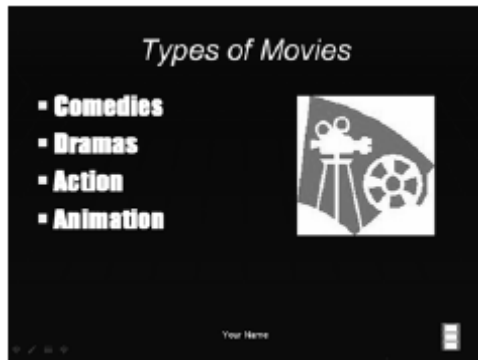 Types of Movies
▪ Comedies
▪ Dramas
▪ Action
▪ Animation
Your Name